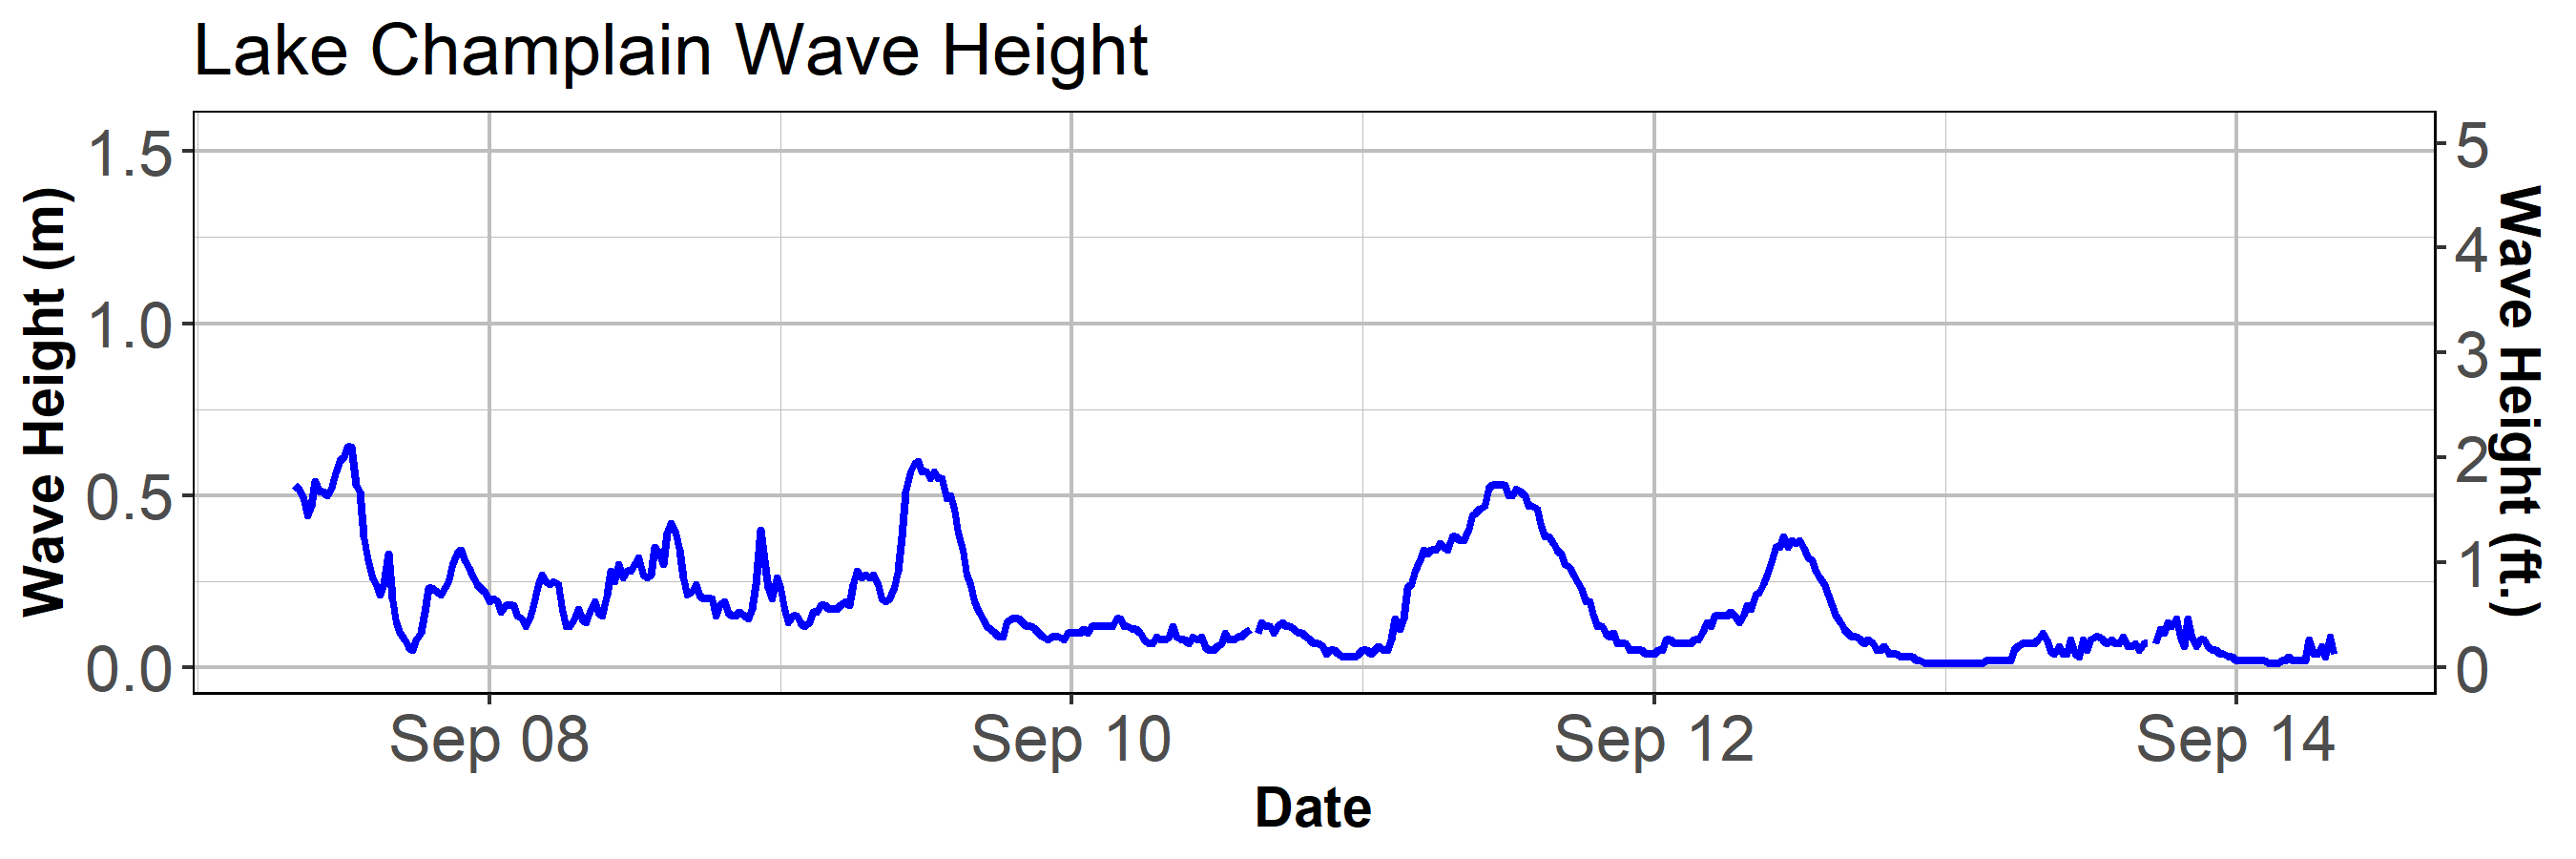 Lake Champlain Wave Height
Wave Height (m)
1.5
1.0
0.5
0.0
5
4
3
2
1
0
Wave Height (ft.)
Sep 08
Sep 10
Sep 12
Sep 14
Date